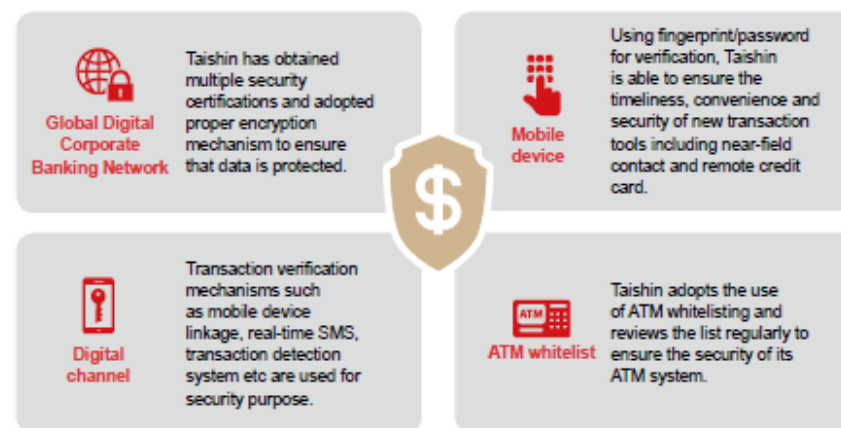 Global Digital
Corporate
Banking Network
Taishin has obtained
multiple security
certifications and adopted
proper encryption
mechanism to ensure
that data is protected.
Mobile
device
Using fingerprint/password
for verification, Taishin
is able to ensure the
timeliness, convenience and
security of new transaction
tools including near-field
contact and remote credit
card.
$
Digital
channel
Transaction verification
mechanisms such
as mobile device
linkage, real-time SMS,
transaction detection
system etc are used for
security purpose.
ATM
ATM whitelist
Taishin adopts the use
of ATM whitelisting and
reviews the list regularly to
ensure the security of its
ATM system.